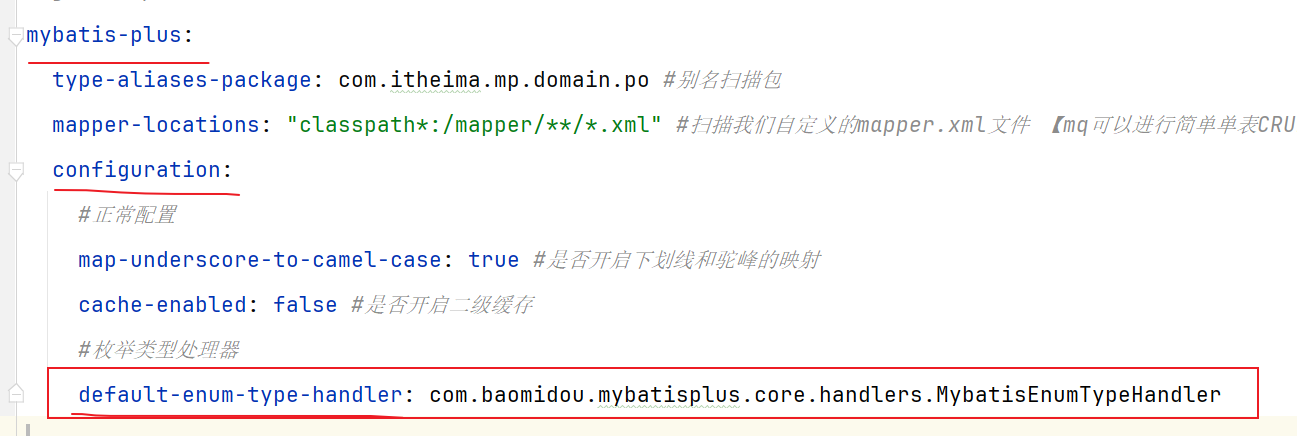 mybatis-plus:
type-aliases-package: com.itheima.mp.domain.po #别名扫描包
mapper-locations: "classpath*:/mapper/**/*.xml" #扫描我们自定义的mapper.xml文件 【mq可以进行简单单表CRU
configuration:
#正常配置
map-underscore-to-camel-case: true #是否开启下划线和驼峰的映射
cache-enabled: false #是否开启二级缓存
#枚举类型处理器
default-enum-type-handler: com.baomidou.mybatisplus.core.handlers.MybatisEnumTypeHandler